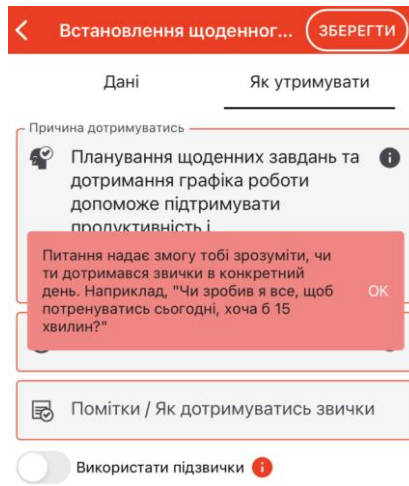 Встановлення щоденног...
ЗБЕРЕГТИ
Дані
Як утримувати
Причина дотримуватись
Планування щоденних завдань та
дотримання графіка роботи
допоможе підтримувати
продуктивність і
Питання надає змогу тобі зрозуміти, чи
ти дотримався звички в конкретний
день. Наприклад, "Чи зробив я все, щоб
потренуватись сьогодні, хоча б 15
хвилин?"
OK
Помітки / Як дотримуватись звички
Використати підзвички